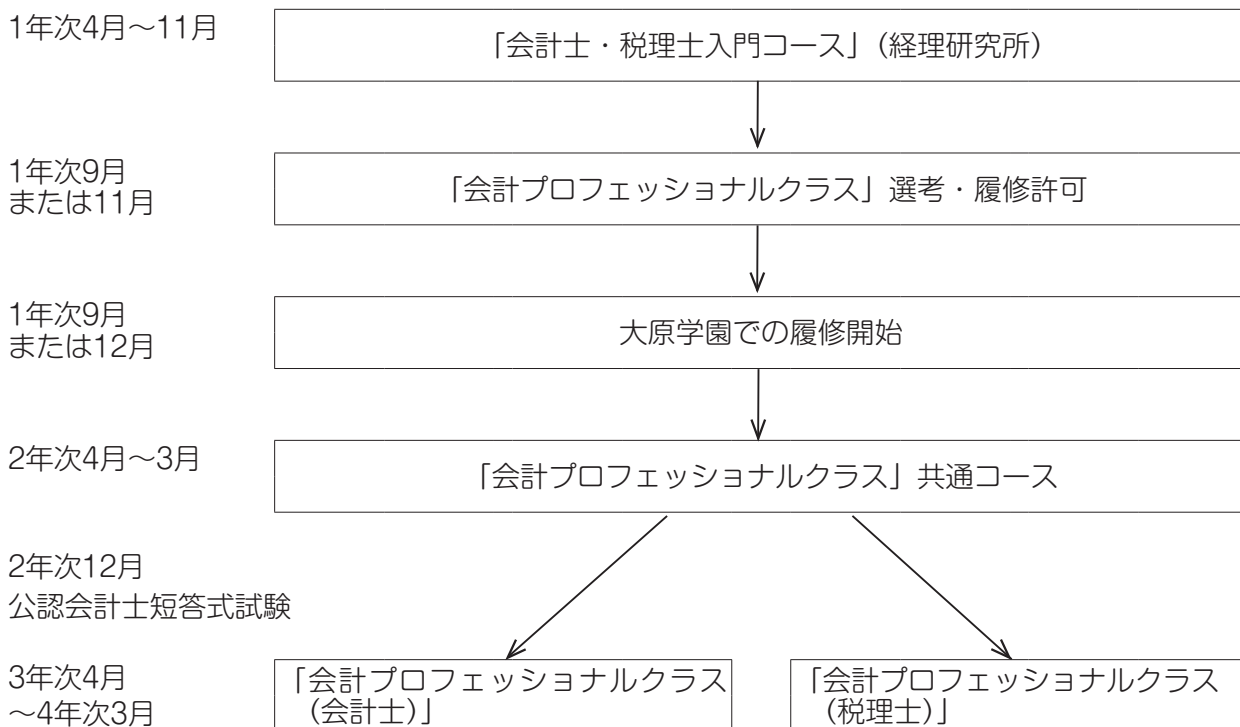 1年次4月～11月
「会計士・税理士入門コース」（経理研究所）
1年次9月
または11月
「会計プロフェッショナルクラス」選考・履修許可
1年次9月
または12月
大原学園での履修開始
2年次4月～3月
「会計プロフェッショナルクラス」共通コース
2年次12月
公認会計士短答式試験
3年次4月
～4年次3月
「会計プロフェッショナルクラス
（会計士）」
「会計プロフェッショナルクラス
（税理士）」